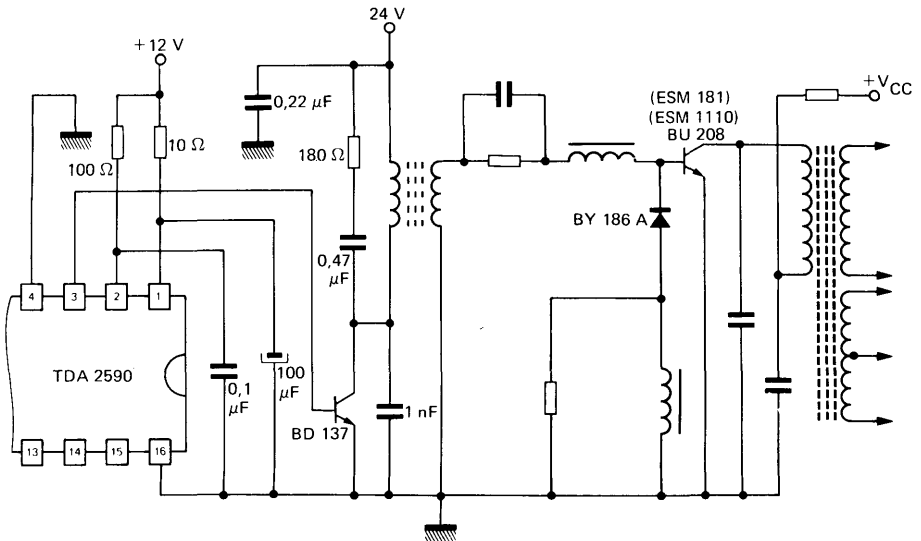 24 V
+ 12 V
0,22 µF
(ESM 181)
(ESM 1110)
BU 208
+VCC
100 Ω
10 Ω
180 Ω
BY 186 A
0,47
µF
4
3
2
1
TDA 2590
0,1
µF
100
µF
1 nF
BD 137
13
14
15
16